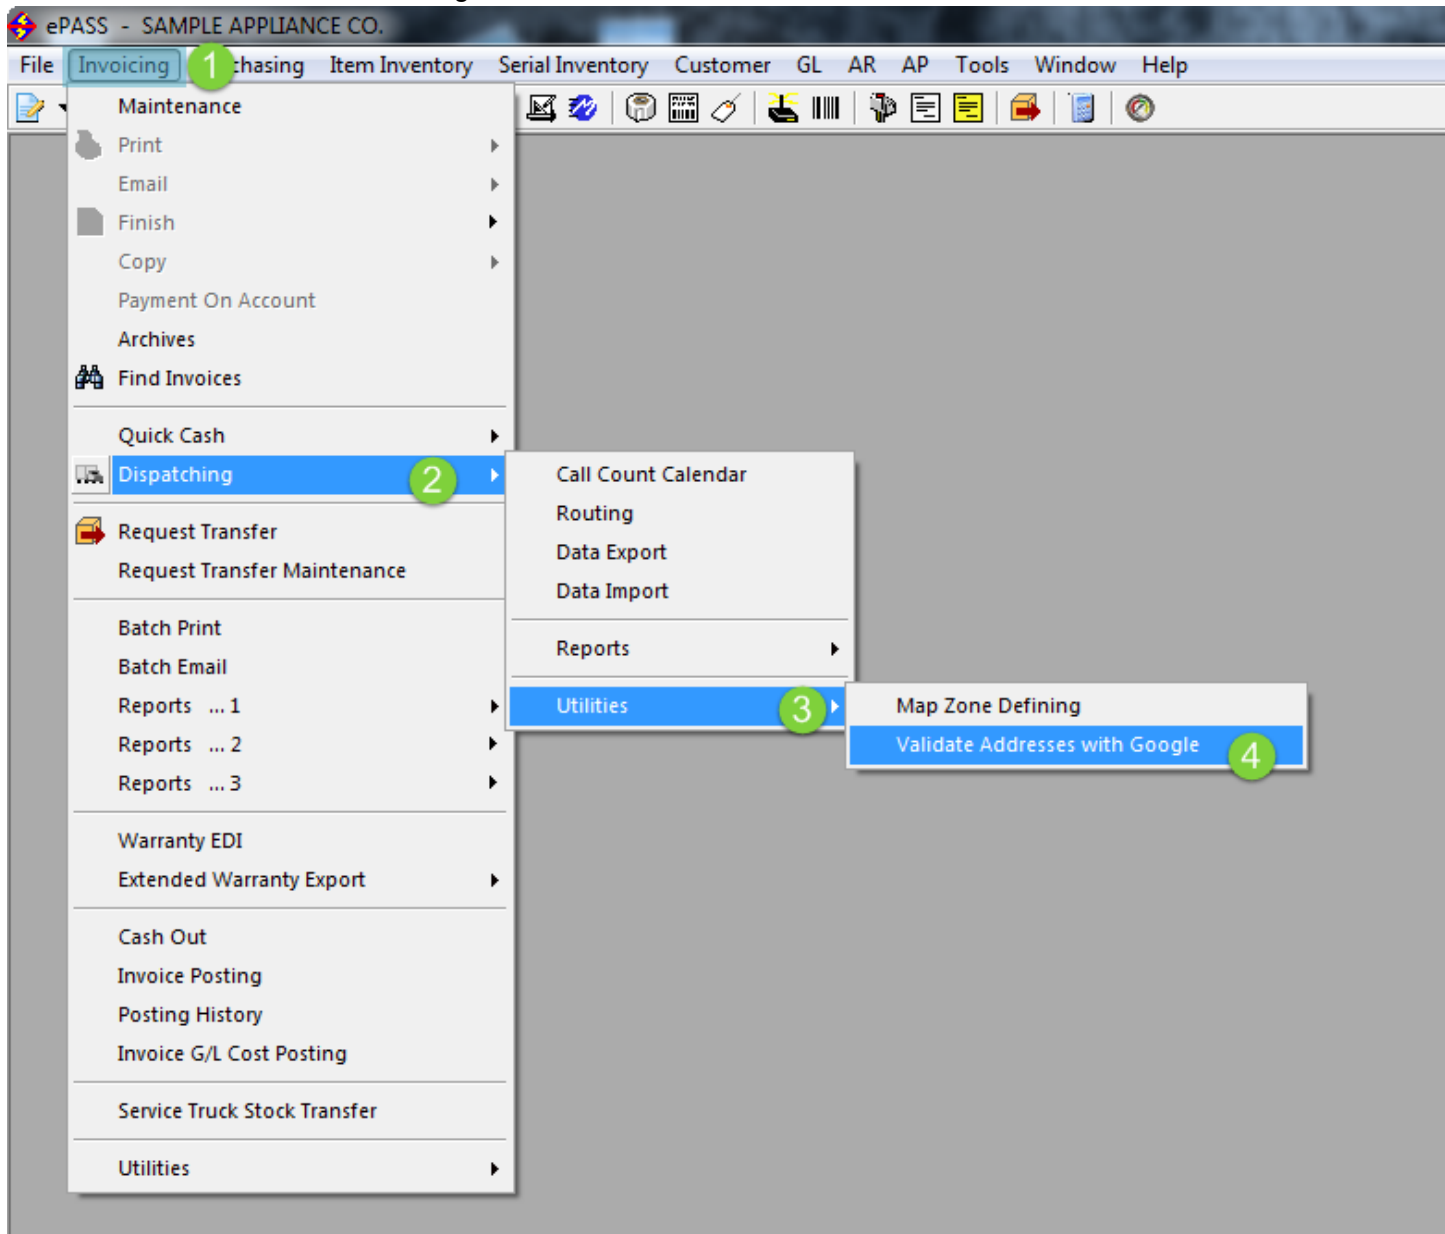 ePASS - SAMPLE APPLIANCE CO.
File Invoicing 1 chasing Item Inventory Serial Inventory Customer GL AR AP Tools Window Help
Maintenance
Print
Email
Finish
Copy
Payment On Account
Archives
Find Invoices
Quick Cash
Dispatching 2
Request Transfer
Request Transfer Maintenance
Batch Print
Batch Email
Reports ... 1
Reports ... 2
Reports ... 3
Warranty EDI
Extended Warranty Export
Cash Out
Invoice Posting
Posting History
Invoice G/L Cost Posting
Service Truck Stock Transfer
Utilities
Call Count Calendar
Routing
Data Export
Data Import
Reports
Utilities 3
Map Zone Defining
Validate Addresses with Google 4